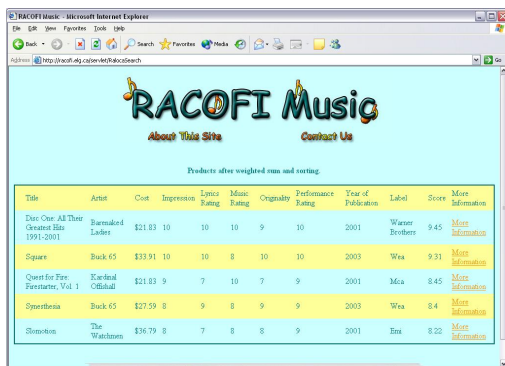 RACOFI Music - Microsoft Internet Explorer
File Edit View Favorites Tools Help
Back Search Favorites Media
Address http://racofi.elg.ca/servlet/RalocaSearch Go
RACOFI Music
About This Site Contact Us
Products after weighted sum and sorting.
Title Artist Cost Impression Lyrics Rating Music Rating Originality Performance Rating Year of Publication Label Score More Information
Disc One: All Their Greatest Hits 1991-2001 Barenaked Ladies $21.83 10 10 10 9 10 2001 Warner Brothers 9.45 More Information
Square Buck 65 $33.91 10 10 8 10 10 2003 Wea 9.31 More Information
Quest for Fire: Firestarter, Vol. 1 Kardinal Offishall $21.83 9 7 10 7 9 2001 Mca 8.45 More Information
Synesthesia Buck 65 $27.59 8 9 8 9 9 2003 Wea 8.4 More Information
Slomotion The Watchmen $36.79 8 7 8 8 9 2001 Emi 8.22 More Information